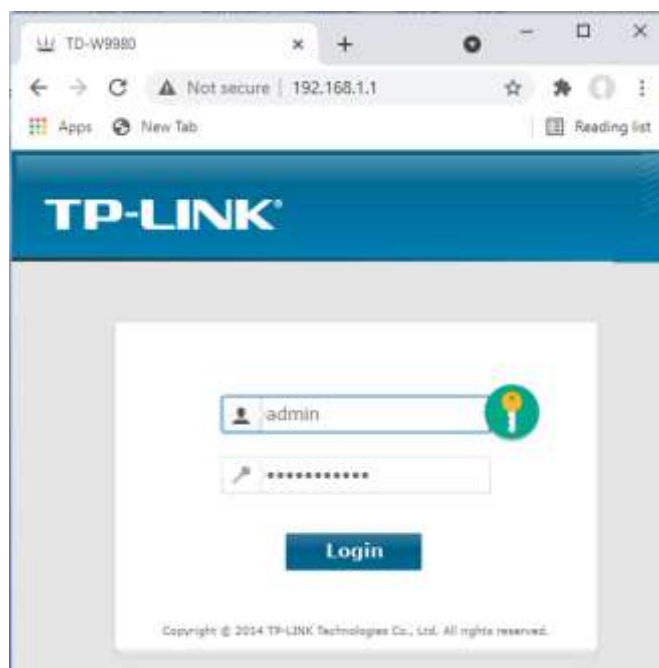 TD-W9980
Not secure | 192.168.1.1
Apps New Tab Reading list
TP-LINK®
admin
•••••••••••
Login
Copyright © 2014 TP-LINK Technologies Co., Ltd. All rights reserved.